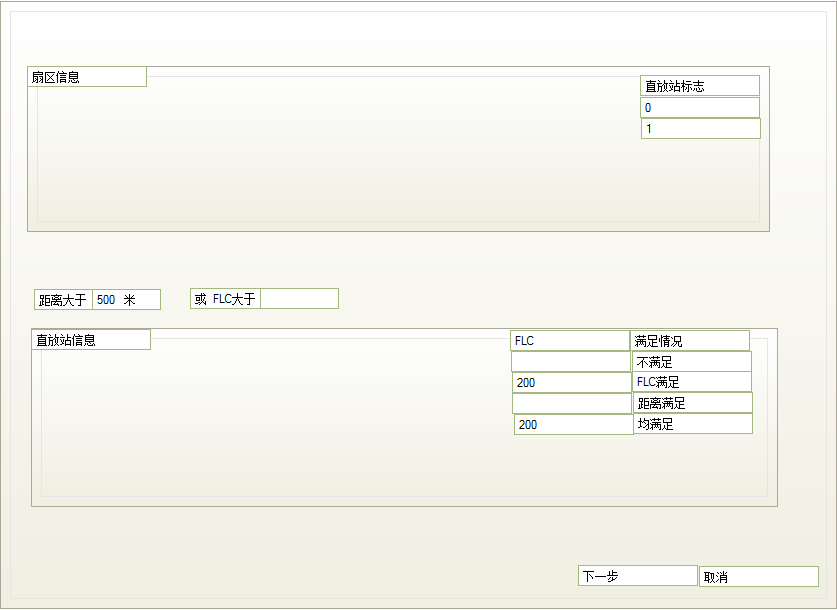 扇区信息
直放站标志
0
1
距离大于 500 米 或 FLC大于
直放站信息
FLC 满足情况
不满足
200 FLC满足
距离满足
200 均满足
下一步 取消